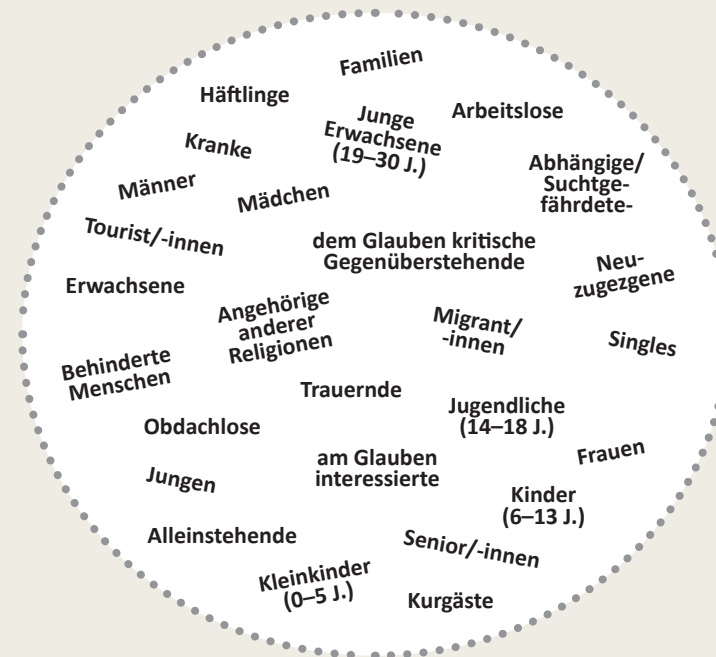 Familien
Häftlinge
Junge
Erwachsene
(19–30 J.)
Arbeitslose
Kranke
Abhängige/
Suchtge-
fährdete-
Männer
Mädchen
Tourist/-innen
dem Glauben kritische
Gegenüberstehende
Neu-
zugezgene
Erwachsene
Angehörige
anderer
Religionen
Migrant/
-innen
Singles
Behinderte
Menschen
Trauernde
Jugendliche
(14–18 J.)
Obdachlose
Frauen
am Glauben
interessierte
Jungen
Kinder
(6–13 J.)
Alleinstehende
Senior/-innen
Kleinkinder
(0–5 J.)
Kurgäste